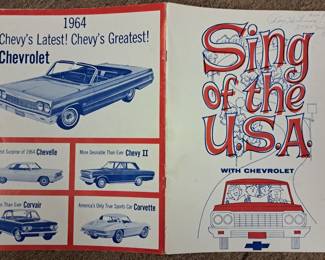 1964
Chevy's Latest! Chevy's Greatest!
Chevrolet
Surprise of 1964 Chevelle
More Desirable Than Ever Chevy II
Than Ever Corvair
America's Only True Sports Car Corvette
Sing
of the
U.S.A.
WITH CHEVROLET